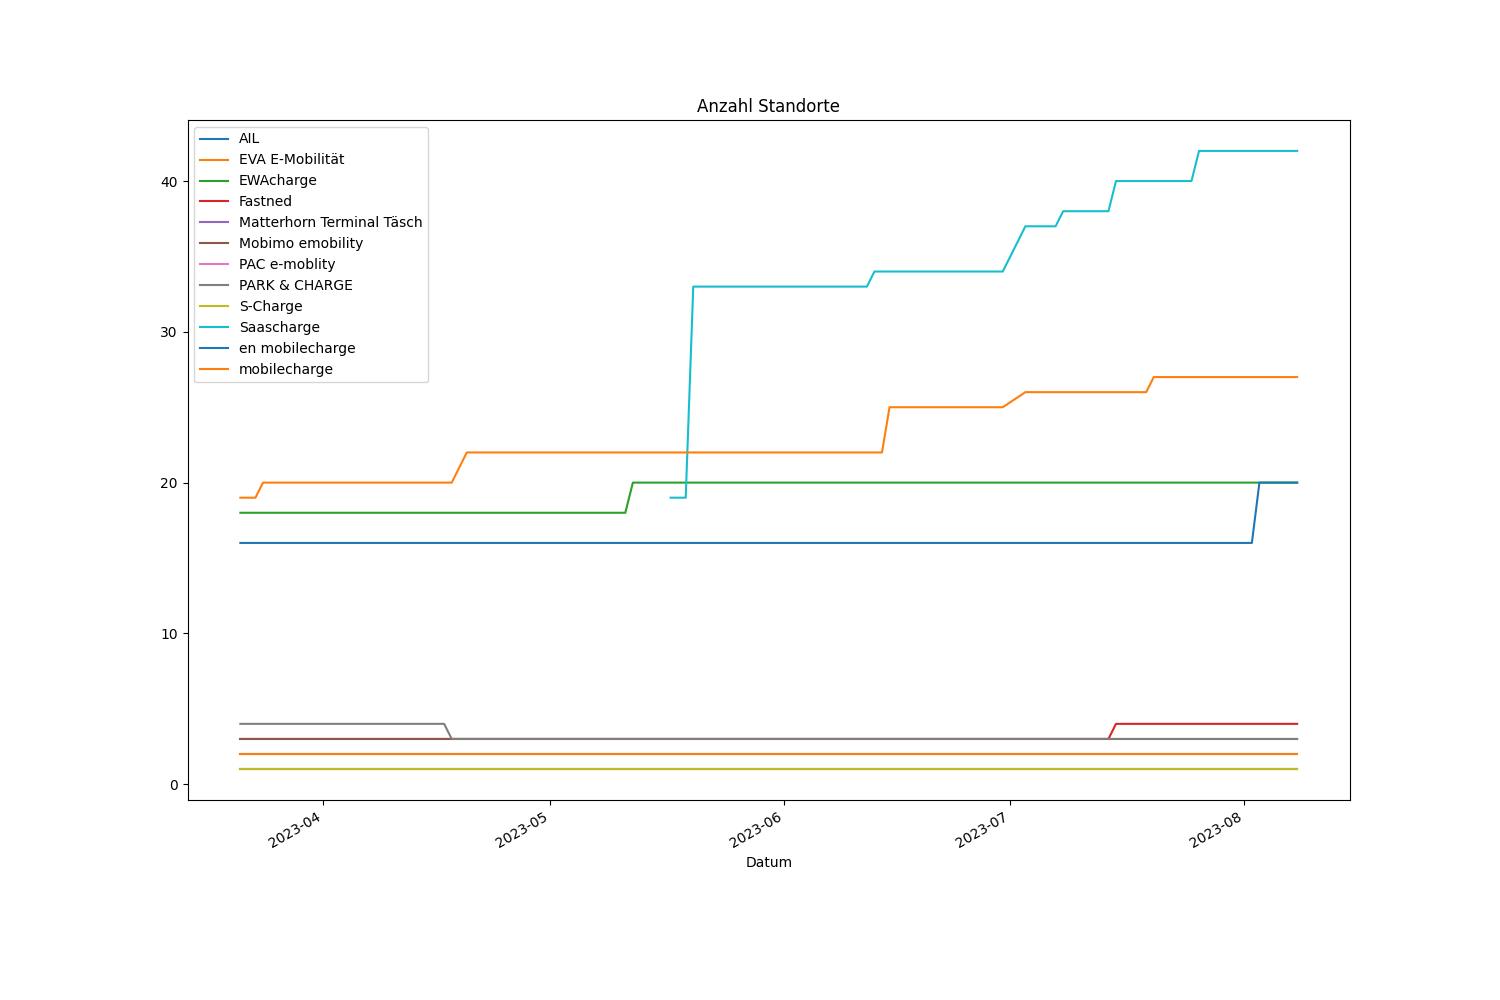 Anzahl Standorte
AIL
EVA E-Mobilität
EWAcharge
Fastned
Matterhorn Terminal Täsch
Mobimo emobility
PAC e-moblity
PARK & CHARGE
S-Charge
Saascharge
en mobilecharge
mobilecharge
40
30
20
10
0
2023-04
2023-05
2023-06
2023-07
2023-08
Datum